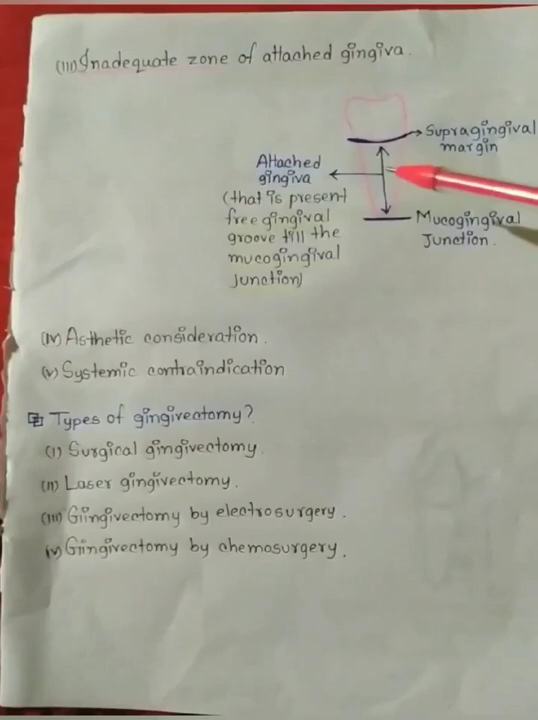 (III) Inadequate zone of attached gingiva.
Supragingival
margin
Attached
gingiva
(that is present
free gingival
groove till the
mucogingival
junction)
Mucogingival
Junction.
(IV) Asthetic consideration.
(V) Systemic contraindication
Types of gingivectomy?
(I) Surgical gingivectomy.
(II) Laser gingivectomy.
(III) Gingivectomy by electrosurgery.
(IV) Gingivectomy by chemosurgery.